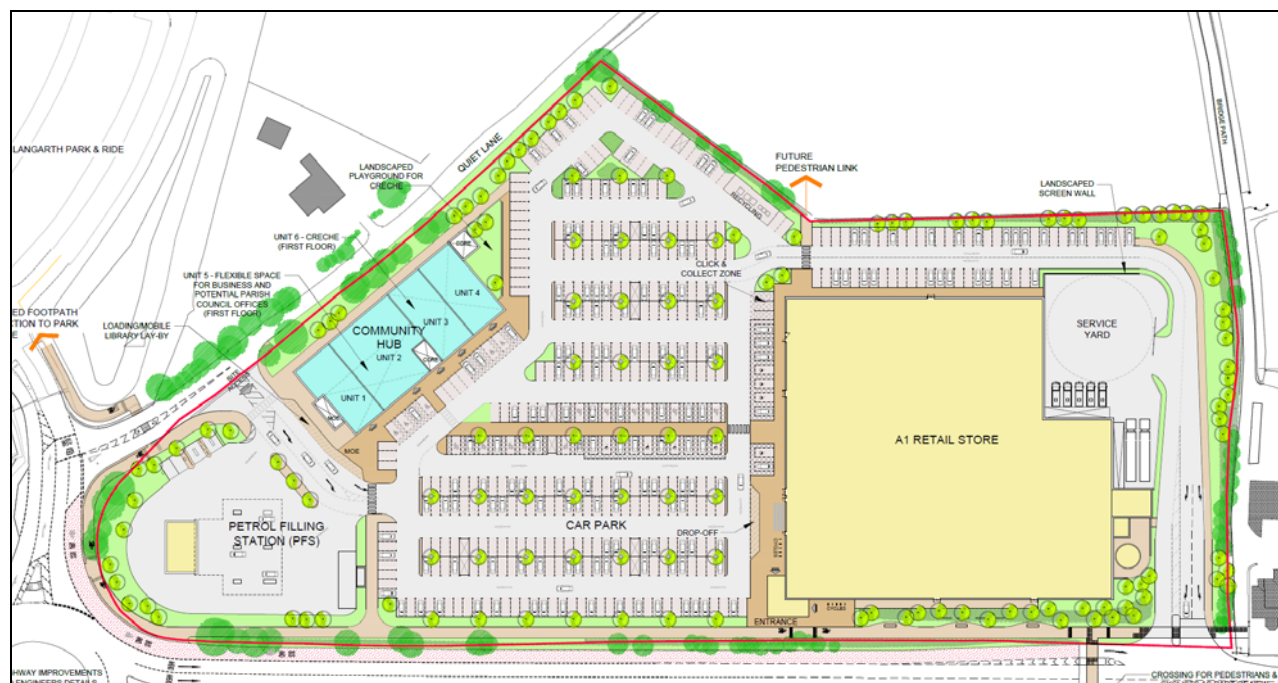 LANGARTH PARK & RIDE
QUIET LANE
LANDSCAPED
PLAYGROUND FOR
CRECHE
FUTURE
PEDESTRIAN LINK
BRIDGE PATH
LANDSCAPED
SCREEN WALL
RECYCLING
UNIT 6 - CRECHE
(FIRST FLOOR)
CORE
UNIT 5 - FLEXIBLE SPACE
FOR BUSINESS AND
POTENTIAL PARISH
COUNCIL OFFICES
(FIRST FLOOR)
CLICK &
COLLECT ZONE
UNIT 4
UNIT 3
COMMUNITY
HUB
UNIT 2
CORE
UNIT 1
MOE
MOE
ED FOOTPATH
CTION TO PARK
E
LOADING/MOBILE
LIBRARY LAY-BY
SERVICE
YARD
A1 RETAIL STORE
PETROL FILLING
STATION (PFS)
CAR PARK
DROP-OFF
ENTRANCE
CYCLES
HWAY IMPROVEMENTS
ENGINEERS DETAILS
CROSSING FOR PEDESTRIANS &